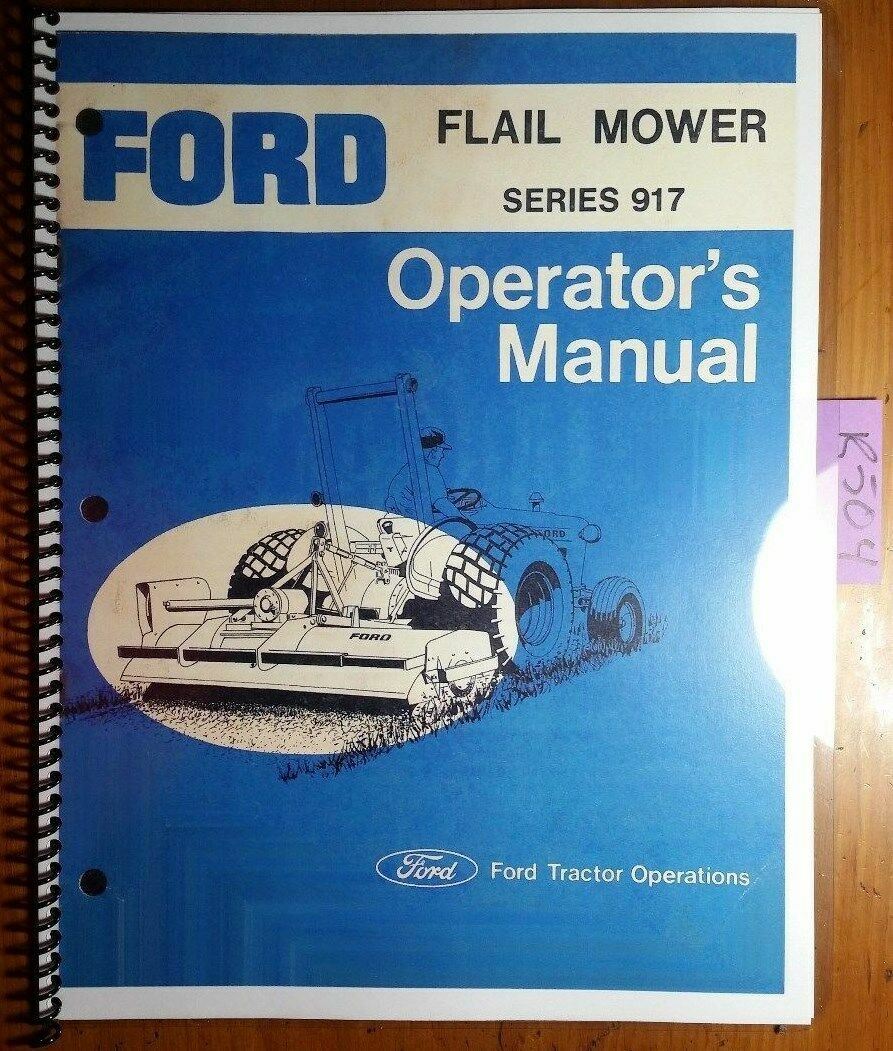 FORD
FLAIL MOWER
SERIES 917
Operator's
Manual
FORD
FORD
Ford
Ford Tractor Operations
K504